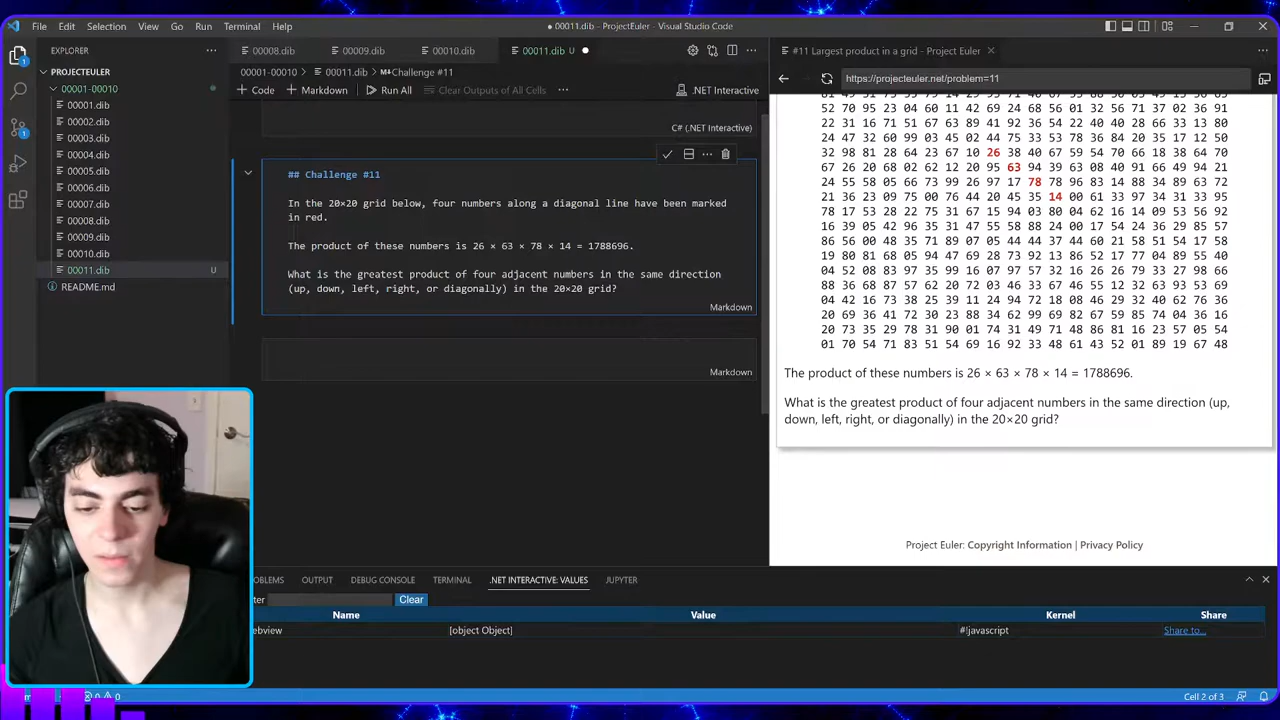 File Edit Selection View Go Run Terminal Help
● 00011.dib - ProjectEuler - Visual Studio Code
EXPLORER
PROJECTEULER
00001-00010
00001.dib
00002.dib
00003.dib
00004.dib
00005.dib
00006.dib
00007.dib
00008.dib
00009.dib
00010.dib
00011.dib U
README.md
00008.dib 00009.dib 00010.dib 00011.dib U ●
00001-00010 > 00011.dib > Challenge #11
+ Code + Markdown Run All Clear Outputs of All Cells ... .NET Interactive
C# (.NET Interactive)
## Challenge #11
In the 20×20 grid below, four numbers along a diagonal line have been marked
in red.
The product of these numbers is 26 × 63 × 78 × 14 = 1788696.
What is the greatest product of four adjacent numbers in the same direction
(up, down, left, right, or diagonally) in the 20×20 grid?
Markdown
Markdown
#11 Largest product in a grid - Project Euler
https://projecteuler.net/problem=11
52 70 95 23 04 60 11 42 69 24 68 56 01 32 56 71 37 02 36 91
22 31 16 71 51 67 63 89 41 92 36 54 22 40 40 28 66 33 13 80
24 47 32 60 99 03 45 02 44 75 33 53 78 36 84 20 35 17 12 50
32 98 81 28 64 23 67 10 26 38 40 67 59 54 70 66 18 38 64 70
67 26 20 68 02 62 12 20 95 63 94 39 63 08 40 91 66 49 94 21
24 55 58 05 66 73 99 26 97 17 78 78 96 83 14 88 34 89 63 72
21 36 23 09 75 00 76 44 20 45 35 14 00 61 33 97 34 31 33 95
78 17 53 28 22 75 31 67 15 94 03 80 04 62 16 14 09 53 56 92
16 39 05 42 96 35 31 47 55 58 88 24 00 17 54 24 36 29 85 57
86 56 00 48 35 71 89 07 05 44 44 37 44 60 21 58 51 54 17 58
19 80 81 68 05 94 47 69 28 73 92 13 86 52 17 77 04 89 55 40
04 52 08 83 97 35 99 16 07 97 57 32 16 26 26 79 33 27 98 66
88 36 68 87 57 62 20 72 03 46 33 67 46 55 12 32 63 93 53 69
04 42 16 73 38 25 39 11 24 94 72 18 08 46 29 32 40 62 76 36
20 69 36 41 72 30 23 88 34 62 99 69 82 67 59 85 74 04 36 16
20 73 35 29 78 31 90 01 74 31 49 71 48 86 81 16 23 57 05 54
01 70 54 71 83 51 54 69 16 92 33 48 61 43 52 01 89 19 67 48
The product of these numbers is 26 × 63 × 78 × 14 = 1788696.
What is the greatest product of four adjacent numbers in the same direction (up,
down, left, right, or diagonally) in the 20×20 grid?
Project Euler: Copyright Information | Privacy Policy
OUTPUT DEBUG CONSOLE TERMINAL .NET INTERACTIVE: VALUES JUPYTER
Clear
Name Value Kernel Share
[object Object] #!javascript Share to...
0 0
Cell 2 of 3